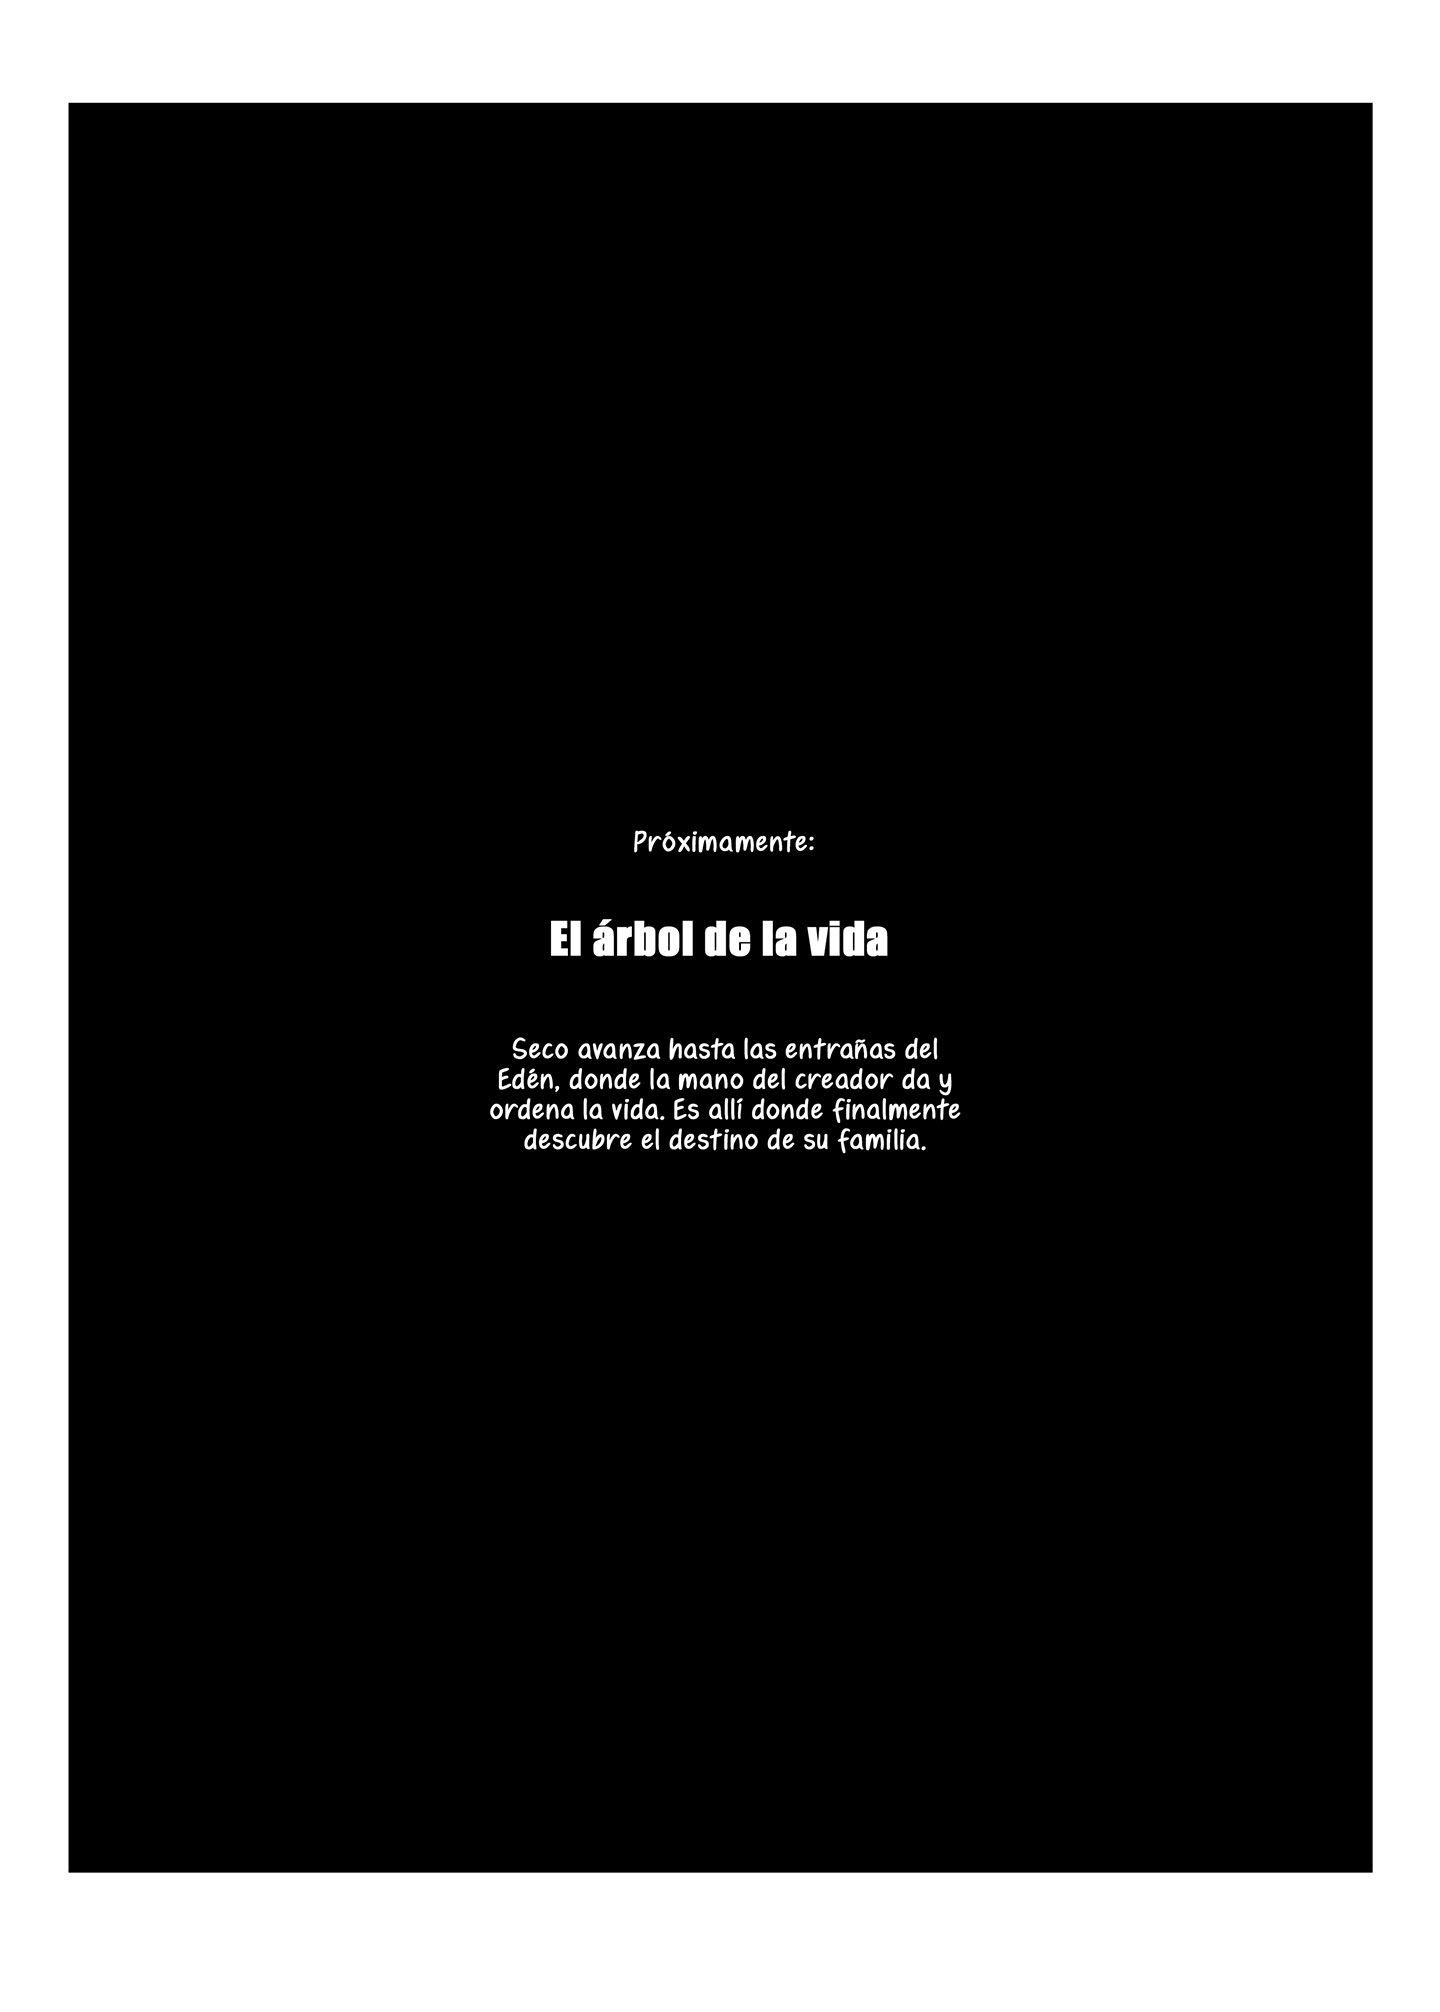 Próximamente:
El árbol de la vida
Seco avanza hasta las entrañas del
Edén, donde la mano del creador da y
ordena la vida. Es allí donde finalmente
descubre el destino de su familia.